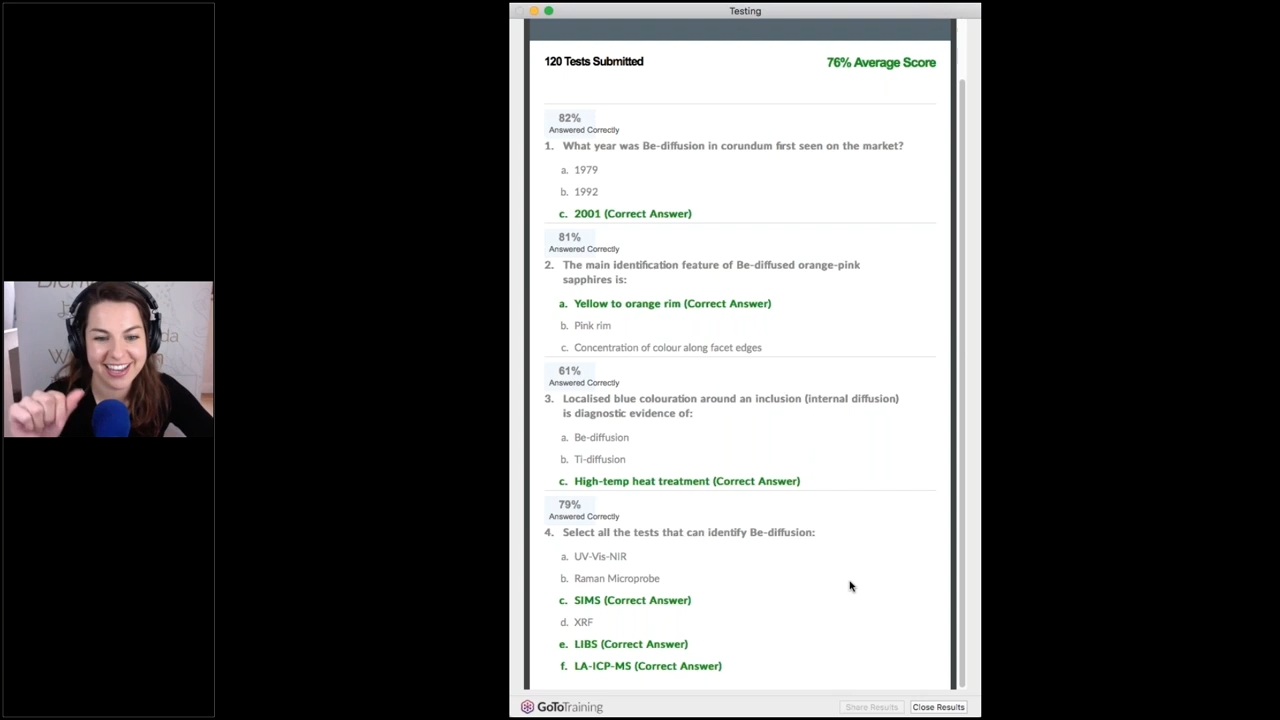 Testing
120 Tests Submitted
76% Average Score
82%
Answered Correctly
1. What year was Be-diffusion in corundum first seen on the market?
a. 1979
b. 1992
c. 2001 (Correct Answer)
81%
Answered Correctly
2. The main identification feature of Be-diffused orange-pink
sapphires is:
a. Yellow to orange rim (Correct Answer)
b. Pink rim
c. Concentration of colour along facet edges
61%
Answered Correctly
3. Localised blue colouration around an inclusion (internal diffusion)
is diagnostic evidence of:
a. Be-diffusion
b. Ti-diffusion
c. High-temp heat treatment (Correct Answer)
79%
Answered Correctly
4. Select all the tests that can identify Be-diffusion:
a. UV-Vis-NIR
b. Raman Microprobe
c. SIMS (Correct Answer)
d. XRF
e. LIBS (Correct Answer)
f. LA-ICP-MS (Correct Answer)
GoToTraining
Share Results
Close Results